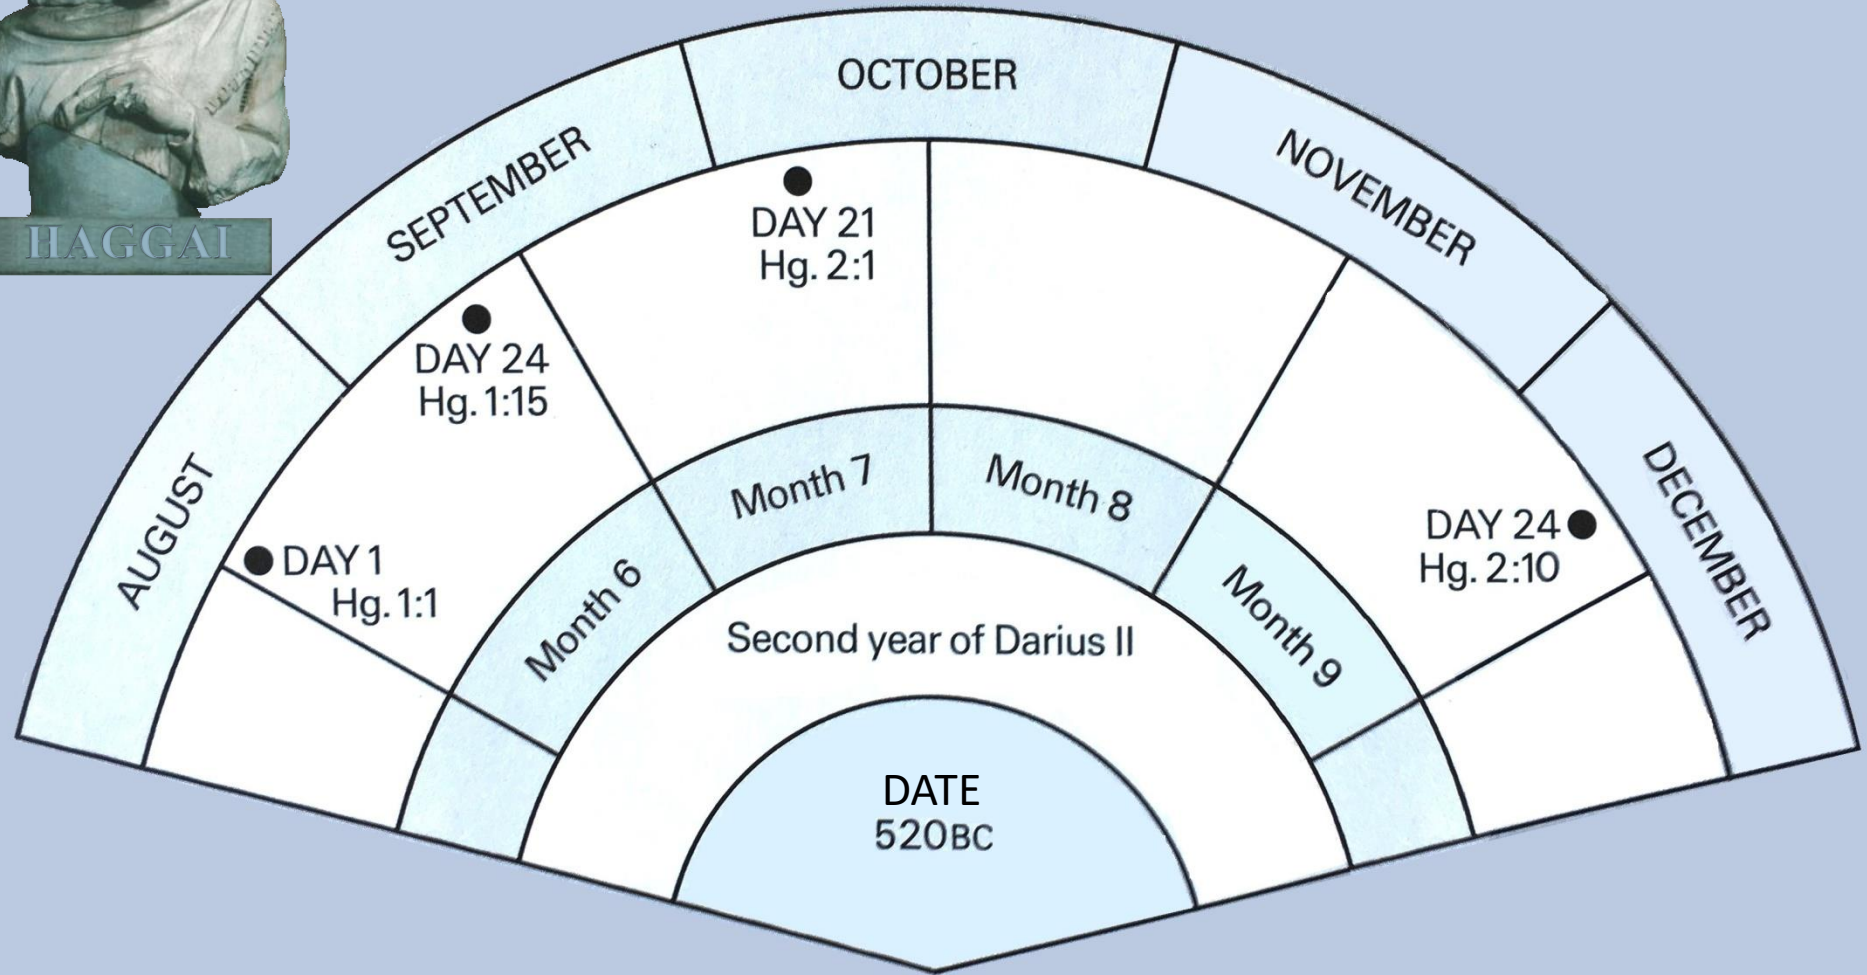 HAGGAI
AUGUST
SEPTEMBER
OCTOBER
NOVEMBER
DECEMBER
DAY 1
Hg. 1:1
DAY 24
Hg. 1:15
DAY 21
Hg. 2:1
DAY 24
Hg. 2:10
Month 6
Month 7
Month 8
Month 9
Second year of Darius II
DATE
520BC